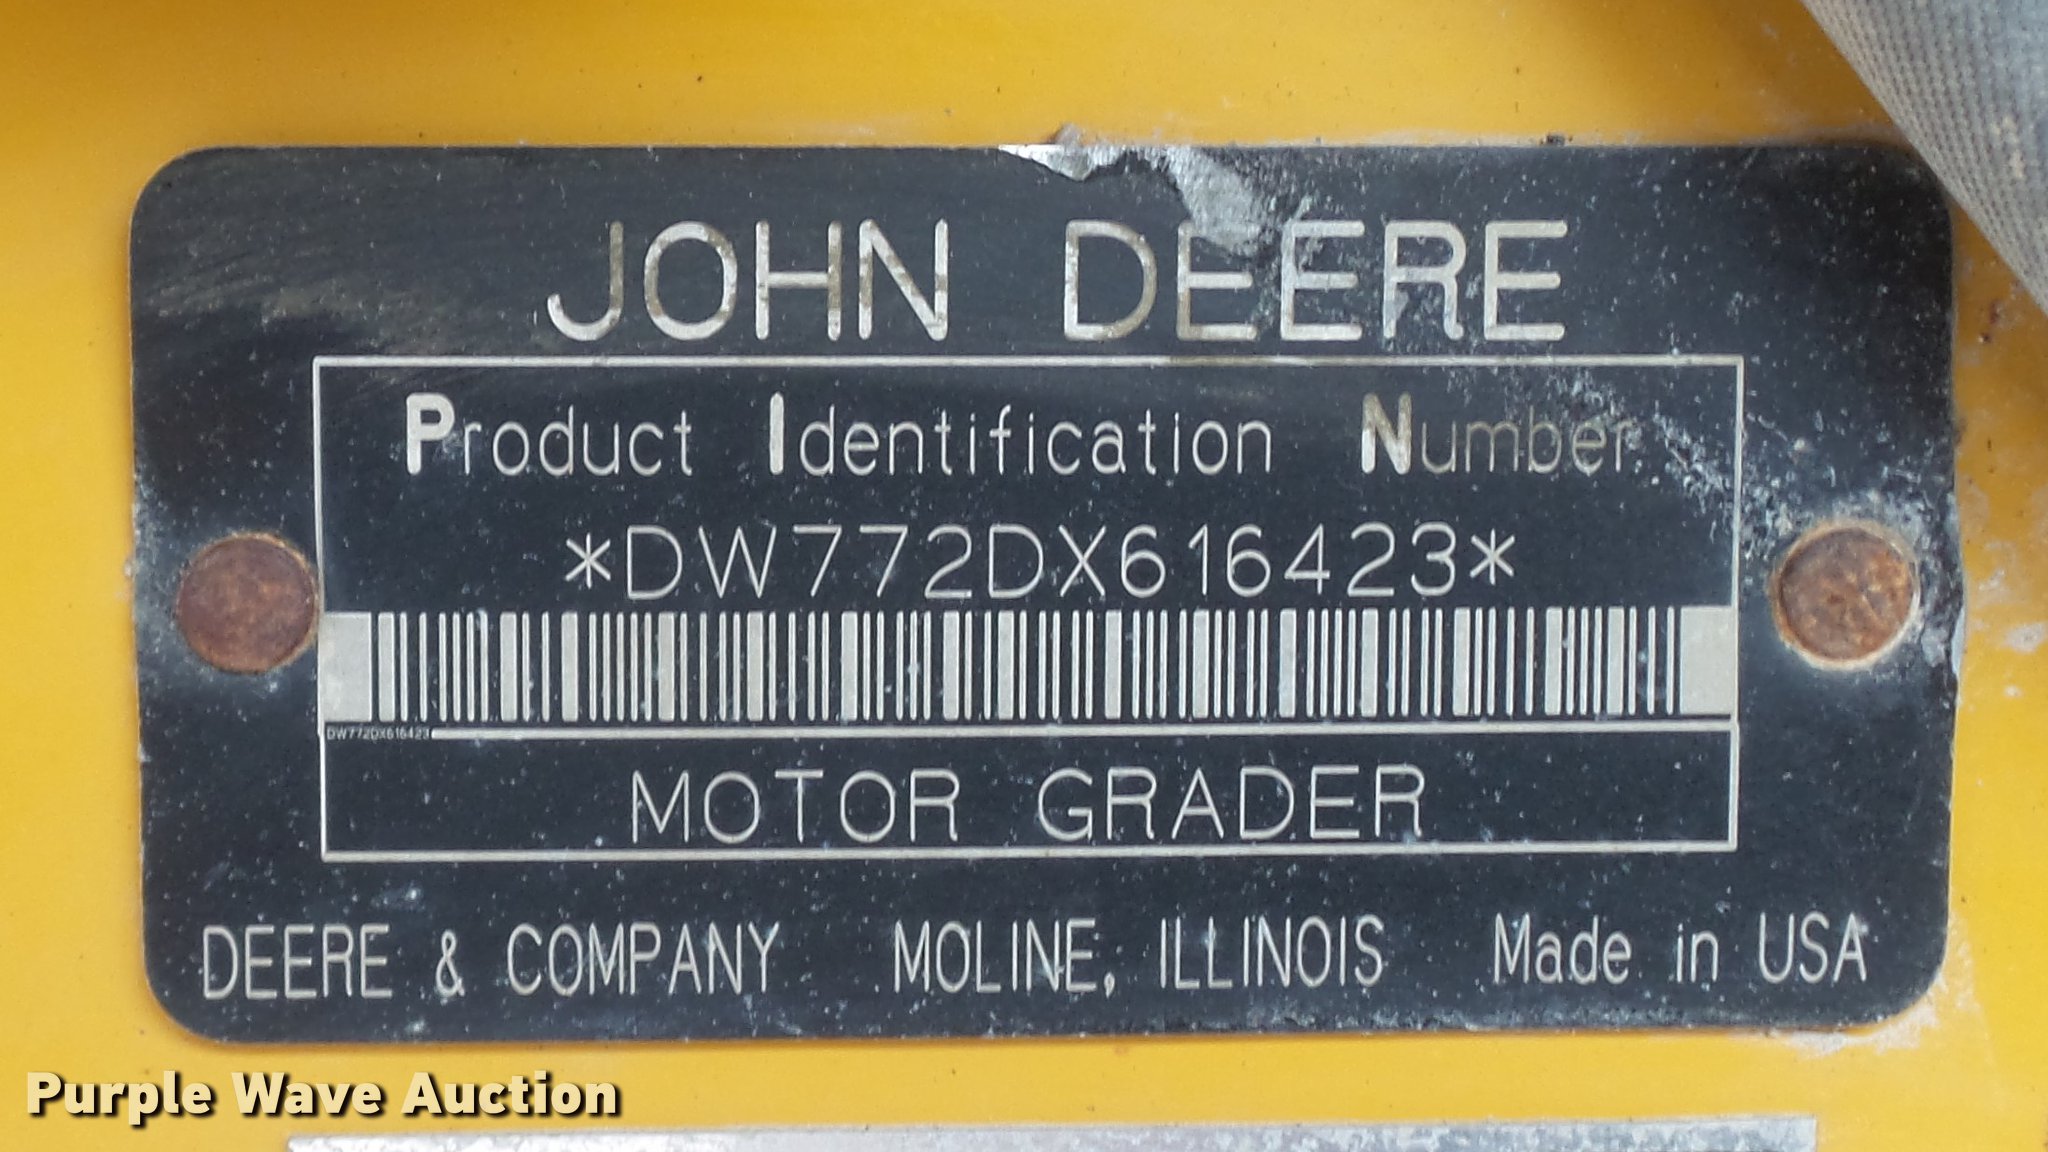 JOHN DEERE
Product Identification Number
*DW772DX616423*
DW772DX616423
MOTOR GRADER
DEERE & COMPANY MOLINE, ILLINOIS Made in USA
Purple Wave Auction